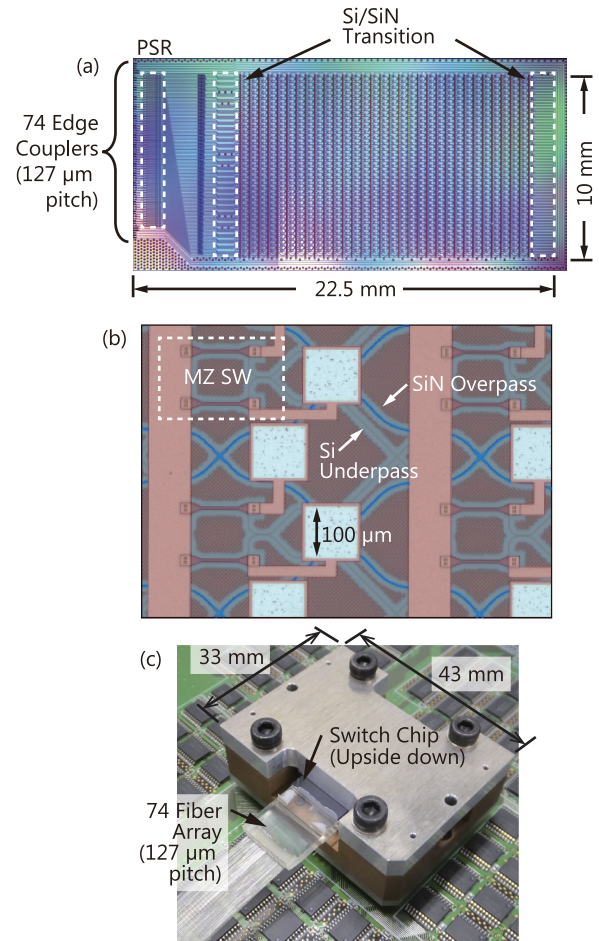 Si/SiN
Transition
PSR
(a)
74 Edge
Couplers
(127 µm
pitch)
10 mm
22.5 mm
(b)
MZ SW
SiN Overpass
Si
Underpass
100 µm
(c)
33 mm
43 mm
Switch Chip
(Upside down)
74 Fiber
Array
(127 µm
pitch)